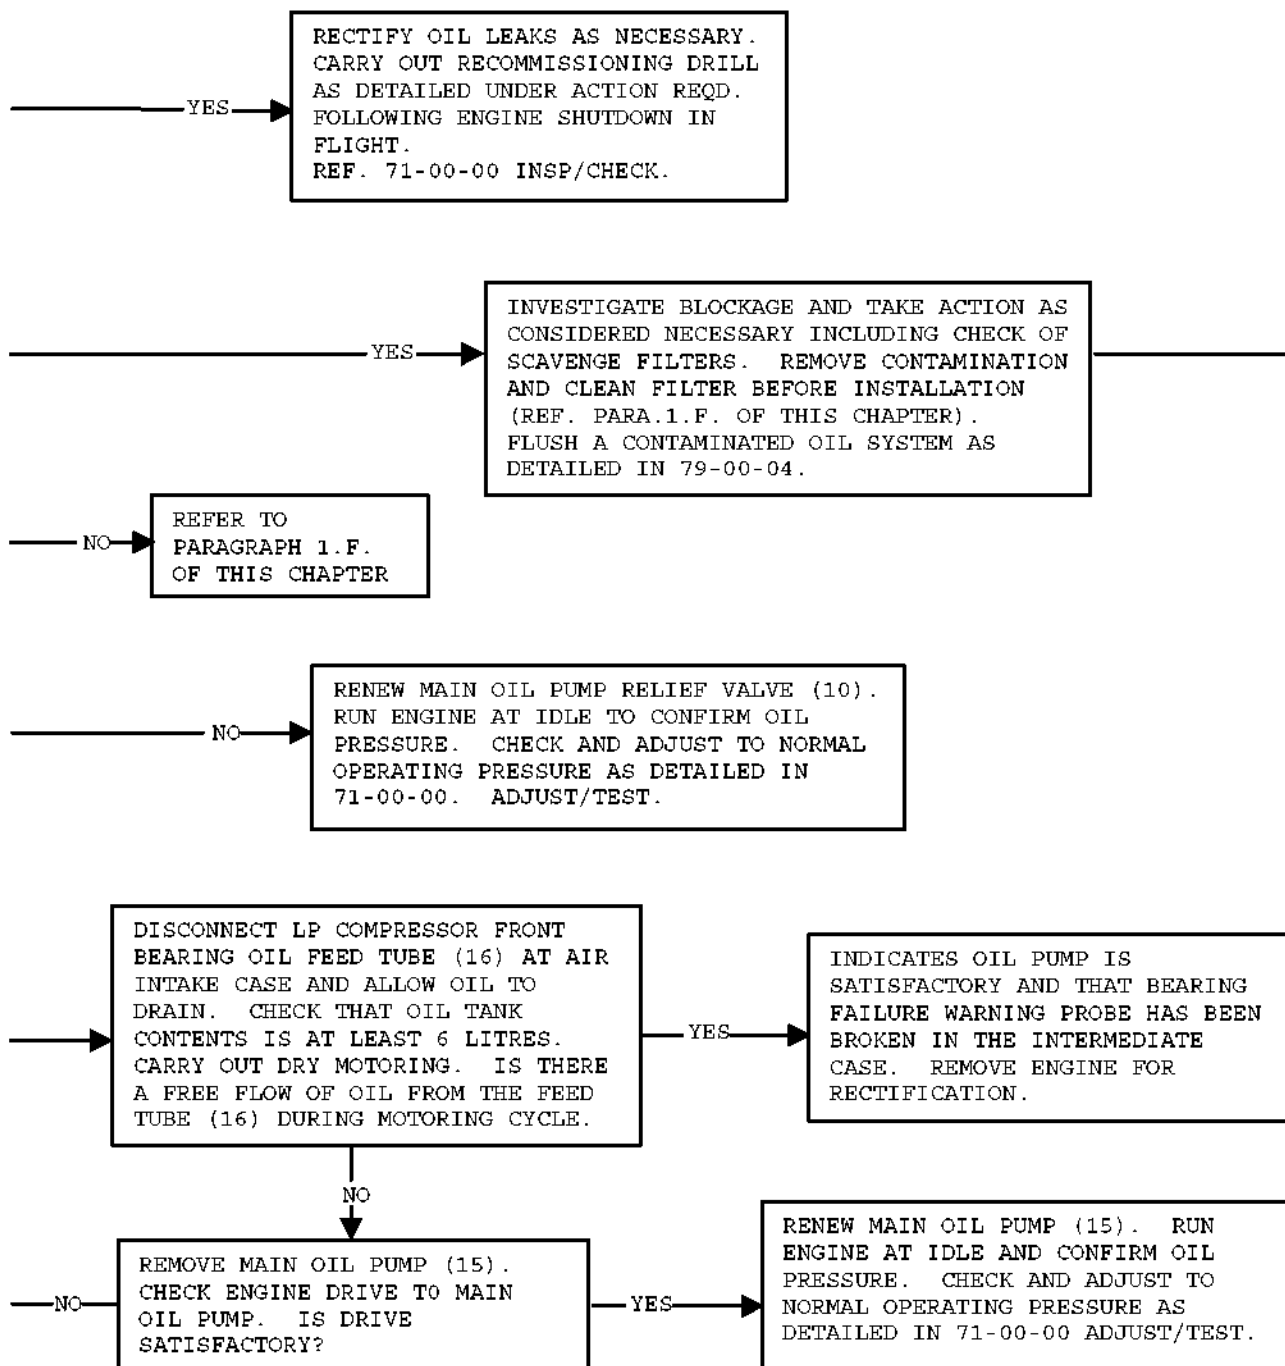 RECTIFY OIL LEAKS AS NECESSARY.
CARRY OUT RECOMMISSIONING DRILL
AS DETAILED UNDER ACTION REQD.
FOLLOWING ENGINE SHUTDOWN IN
FLIGHT.
REF. 71-00-00 INSP/CHECK.
YES
INVESTIGATE BLOCKAGE AND TAKE ACTION AS
CONSIDERED NECESSARY INCLUDING CHECK OF
SCAVENGE FILTERS.  REMOVE CONTAMINATION
AND CLEAN FILTER BEFORE INSTALLATION
(REF. PARA.1.F. OF THIS CHAPTER).
FLUSH A CONTAMINATED OIL SYSTEM AS
DETAILED IN 79-00-04.
YES
NO
REFER TO
PARAGRAPH 1.F.
OF THIS CHAPTER
RENEW MAIN OIL PUMP RELIEF VALVE (10).
RUN ENGINE AT IDLE TO CONFIRM OIL
PRESSURE.  CHECK AND ADJUST TO NORMAL
OPERATING PRESSURE AS DETAILED IN
71-00-00.  ADJUST/TEST.
NO
DISCONNECT LP COMPRESSOR FRONT
BEARING OIL FEED TUBE (16) AT AIR
INTAKE CASE AND ALLOW OIL TO
DRAIN.  CHECK THAT OIL TANK
CONTENTS IS AT LEAST 6 LITRES.
CARRY OUT DRY MOTORING.  IS THERE
A FREE FLOW OF OIL FROM THE FEED
TUBE (16) DURING MOTORING CYCLE.
YES
INDICATES OIL PUMP IS
SATISFACTORY AND THAT BEARING
FAILURE WARNING PROBE HAS BEEN
BROKEN IN THE INTERMEDIATE
CASE.  REMOVE ENGINE FOR
RECTIFICATION.
NO
NO
REMOVE MAIN OIL PUMP (15).
CHECK ENGINE DRIVE TO MAIN
OIL PUMP.  IS DRIVE
SATISFACTORY?
YES
RENEW MAIN OIL PUMP (15).  RUN
ENGINE AT IDLE AND CONFIRM OIL
PRESSURE.  CHECK AND ADJUST TO
NORMAL OPERATING PRESSURE AS
DETAILED IN 71-00-00 ADJUST/TEST.